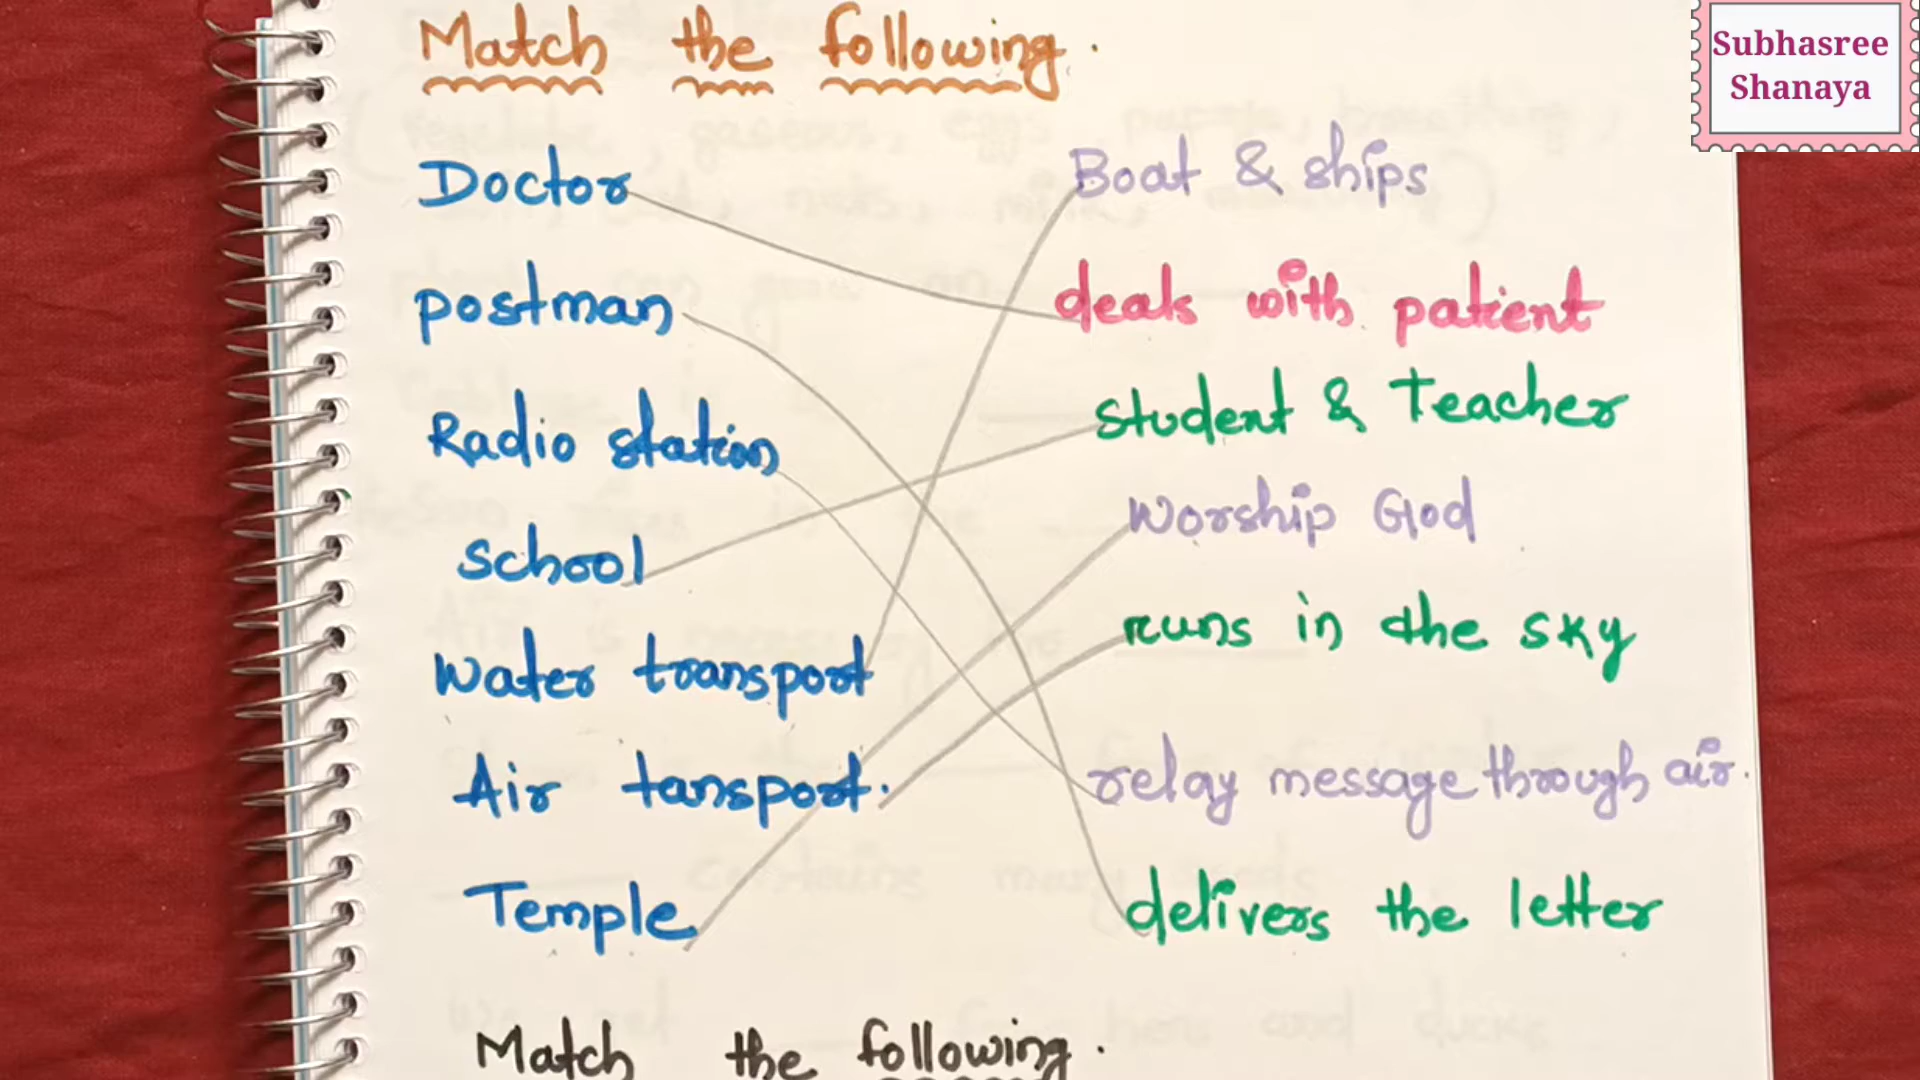 Match the following.
Subhasree
Shanaya
Doctor Boat & ships
postman deals with patient
Radio station student & Teacher
school worship God
water transport runs in the sky
Air tansport. relay message through air.
Temple delivers the letter
Match the following.